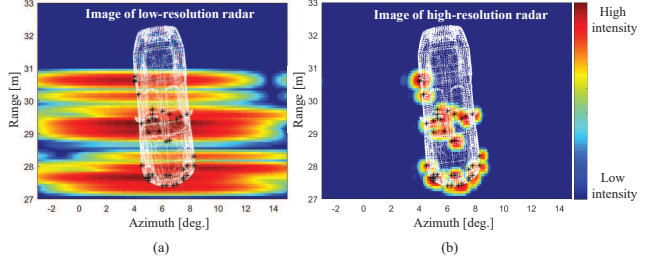 Image of low-resolution radar
Range [m]
33
32
31
30
29
28
27
-2 0 2 4 6 8 10 12 14
Azimuth [deg.]
(a)
Image of high-resolution radar
Range [m]
33
32
31
30
29
28
27
-2 0 2 4 6 8 10 12 14
Azimuth [deg.]
(b)
High
intensity
Low
intensity